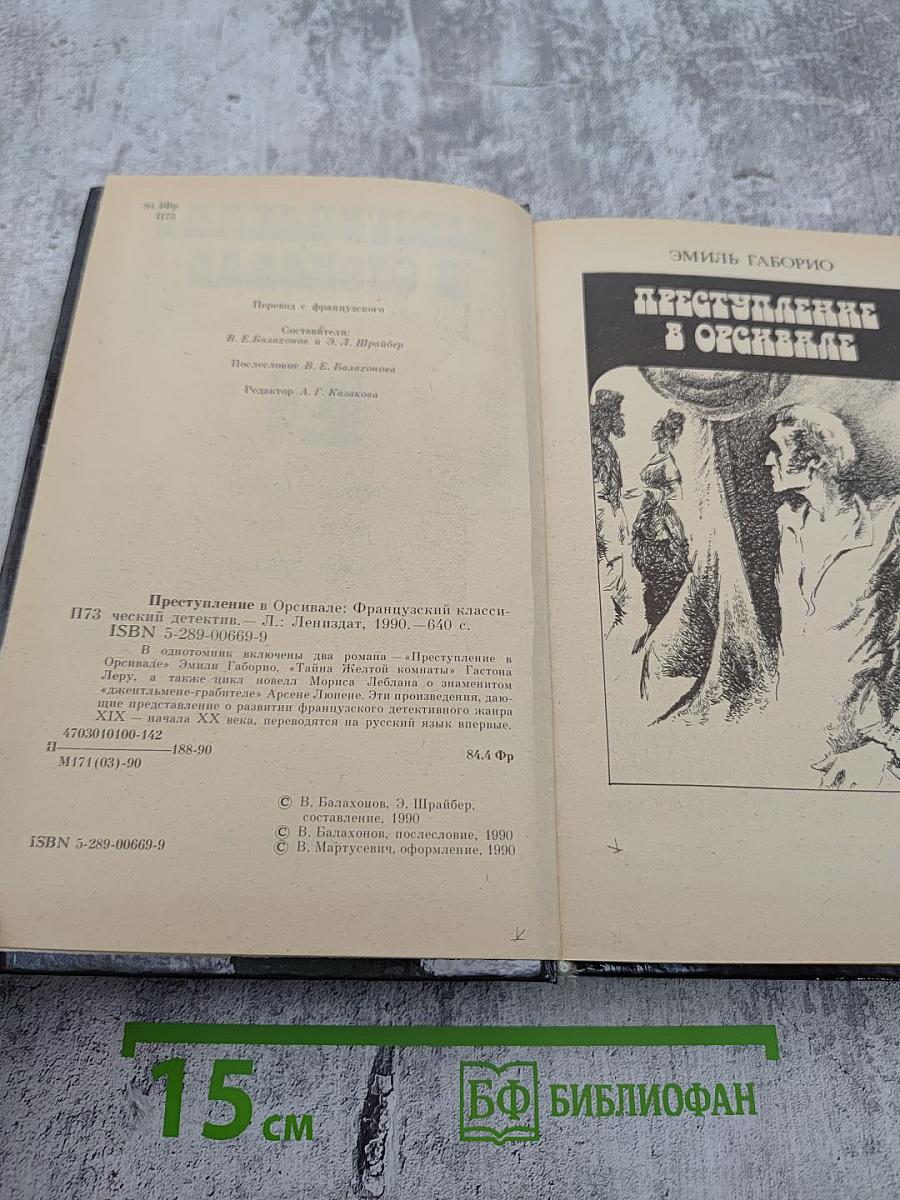 84.4Фр
П73
Перевод с французского
Составители:
В. Е.Балахонов и Э. Л. Шрайбер
Послесловие В. Е. Балахонова
Редактор А. Г. Казакова
Преступление в Орсивале: Французский класси-
П73 ческий детектив.— Л.: Лениздат, 1990.—640 с.
ISBN 5-289-00669-9
В однотомник включены два романа —«Преступление в
Орсивале» Эмиля Габорио, «Тайна Желтой комнаты» Гастона
Леру, а также цикл новелл Мориса Леблана о знаменитом
«джентльмене-грабителе» Арсене Люпене. Эти произведения, даю-
щие представление о развитии французского детективного жанра
XIX — начала XX века, переводятся на русский язык впервые.
4703010100-142
П————188-90
М171(03)-90
84.4 Фр
© В. Балахонов, Э. Шрайбер,
составление, 1990
© В. Балахонов, послесловие, 1990
© В. Мартусевич, оформление, 1990
ISBN 5-289-00669-9
ЭМИЛЬ ГАБОРИО
ПРЕСТУПЛЕНИЕ
В ОРСИВАЛЕ
15 см
БФ БИБЛИОФАН